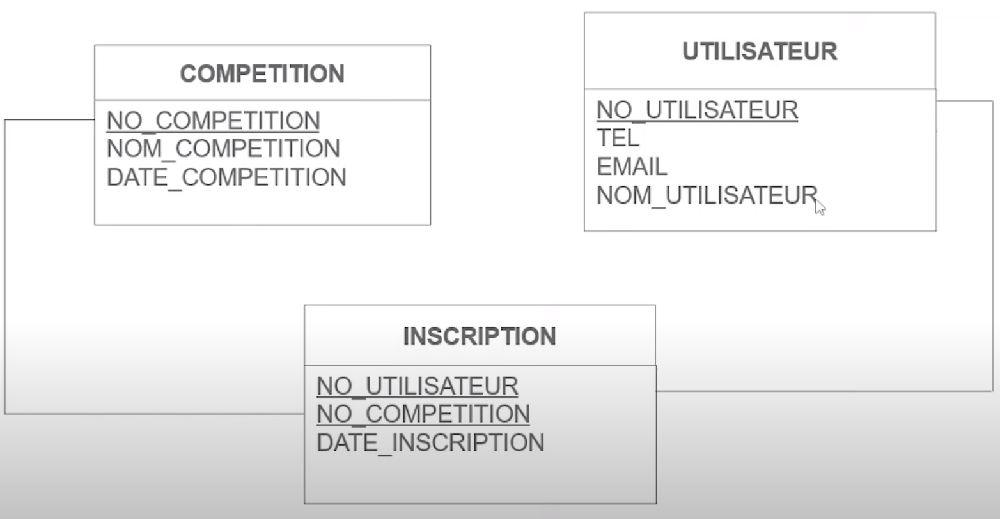 COMPETITION
NO_COMPETITION
NOM_COMPETITION
DATE_COMPETITION
UTILISATEUR
NO_UTILISATEUR
TEL
EMAIL
NOM_UTILISATEUR
INSCRIPTION
NO_UTILISATEUR
NO_COMPETITION
DATE_INSCRIPTION